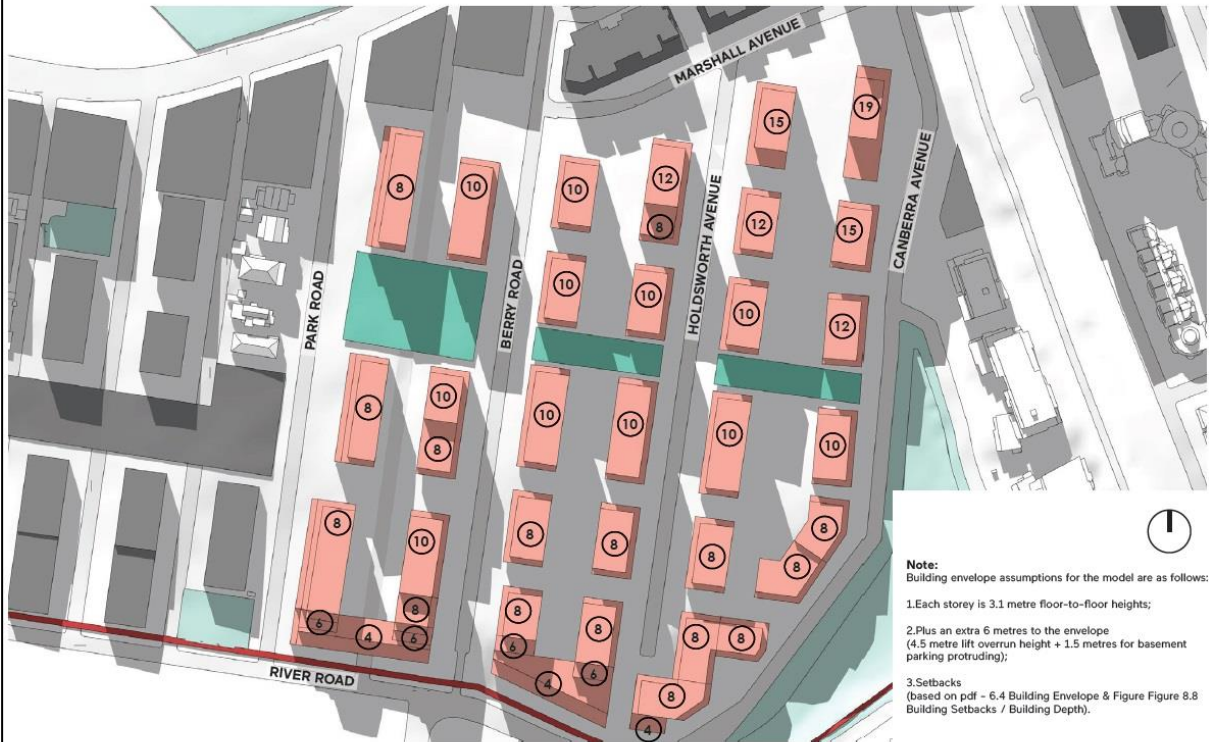 MARSHALL AVENUE
19
15
8
10
10
12
8
12
15
CANBERRA AVENUE
HOLDSWORTH AVENUE
BERRY ROAD
PARK ROAD
10
10
10
12
8
10
8
10
10
10
10
8
10
8
8
8
8
8
6
4
8
6
8
6
4
8
6
8
8
8
4
RIVER ROAD
Note:
Building envelope assumptions for the model are as follows:
1.Each storey is 3.1 metre floor-to-floor heights;
2.Plus an extra 6 metres to the envelope
(4.5 metre lift overrun height + 1.5 metres for basement
parking protruding);
3.Setbacks
(based on pdf - 6.4 Building Envelope & Figure Figure 8.8
Building Setbacks / Building Depth).